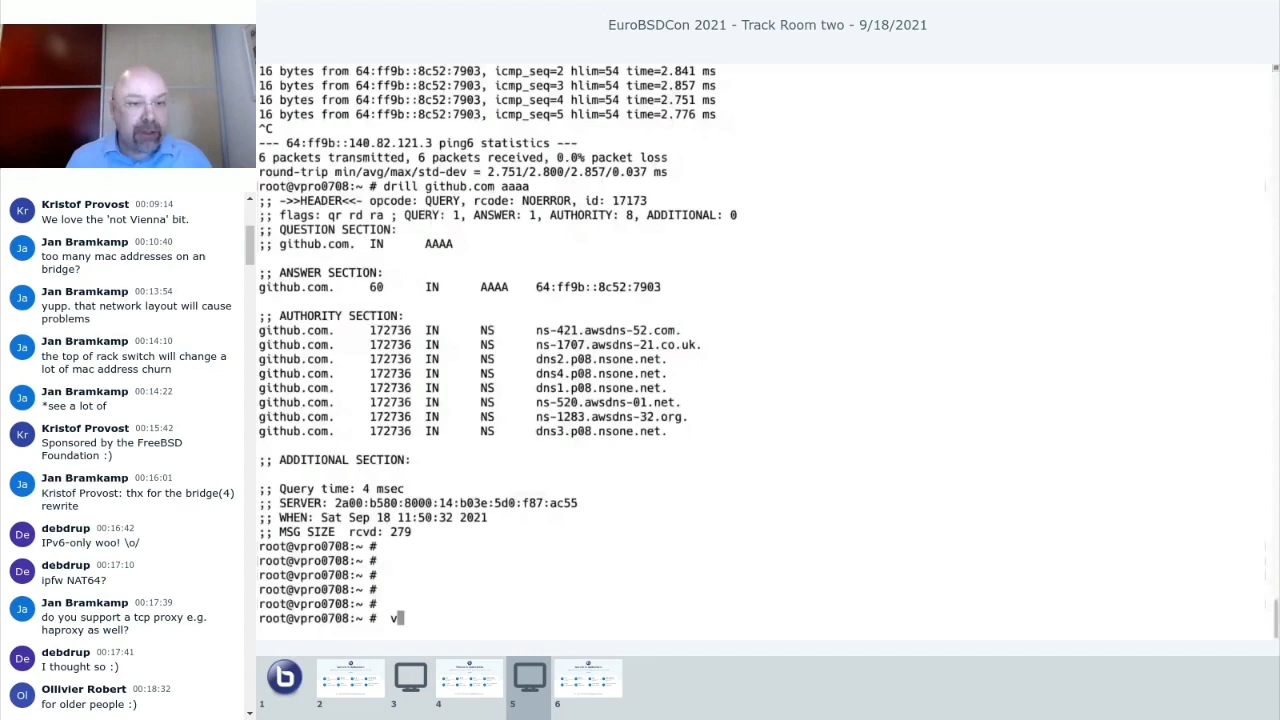 EuroBSDCon 2021 - Track Room two - 9/18/2021
Kr
Kristof Provost 00:09:14
We love the 'not Vienna' bit.
Ja
Jan Bramkamp 00:10:40
too many mac addresses on an
bridge?
Ja
Jan Bramkamp 00:13:54
yupp. that network layout will cause
problems
Ja
Jan Bramkamp 00:14:10
the top of rack switch will change a
lot of mac address churn
Ja
Jan Bramkamp 00:14:22
*see a lot of
Kr
Kristof Provost 00:15:42
Sponsored by the FreeBSD
Foundation :)
Ja
Jan Bramkamp 00:16:01
Kristof Provost: thx for the bridge(4)
rewrite
De
debdrup 00:16:42
IPv6-only woo! \o/
De
debdrup 00:17:10
ipfw NAT64?
Ja
Jan Bramkamp 00:17:39
do you support a tcp proxy e.g.
haproxy as well?
De
debdrup 00:17:41
I thought so :)
Ol
Ollivier Robert 00:18:32
for older people :)
16 bytes from 64:ff9b::8c52:7903, icmp_seq=2 hlim=54 time=2.841 ms
16 bytes from 64:ff9b::8c52:7903, icmp_seq=3 hlim=54 time=2.857 ms
16 bytes from 64:ff9b::8c52:7903, icmp_seq=4 hlim=54 time=2.751 ms
16 bytes from 64:ff9b::8c52:7903, icmp_seq=5 hlim=54 time=2.776 ms
^C
--- 64:ff9b::140.82.121.3 ping6 statistics ---
6 packets transmitted, 6 packets received, 0.0% packet loss
round-trip min/avg/max/std-dev = 2.751/2.800/2.857/0.037 ms
root@vpro0708:~ # drill github.com aaaa
;; ->>HEADER<<- opcode: QUERY, rcode: NOERROR, id: 17173
;; flags: qr rd ra ; QUERY: 1, ANSWER: 1, AUTHORITY: 8, ADDITIONAL: 0
;; QUESTION SECTION:
;; github.com. IN AAAA
;; ANSWER SECTION:
github.com. 60 IN AAAA 64:ff9b::8c52:7903
;; AUTHORITY SECTION:
github.com. 172736 IN NS ns-421.awsdns-52.com.
github.com. 172736 IN NS ns-1707.awsdns-21.co.uk.
github.com. 172736 IN NS dns2.p08.nsone.net.
github.com. 172736 IN NS dns4.p08.nsone.net.
github.com. 172736 IN NS dns1.p08.nsone.net.
github.com. 172736 IN NS ns-520.awsdns-01.net.
github.com. 172736 IN NS ns-1283.awsdns-32.org.
github.com. 172736 IN NS dns3.p08.nsone.net.
;; ADDITIONAL SECTION:
;; Query time: 4 msec
;; SERVER: 2a00:b580:8000:14:b03e:5d0:f87:ac55
;; WHEN: Sat Sep 18 11:50:32 2021
;; MSG SIZE rcvd: 279
root@vpro0708:~ #
root@vpro0708:~ #
root@vpro0708:~ #
root@vpro0708:~ #
root@vpro0708:~ #
root@vpro0708:~ # v
b
1 2 3 4 5 6